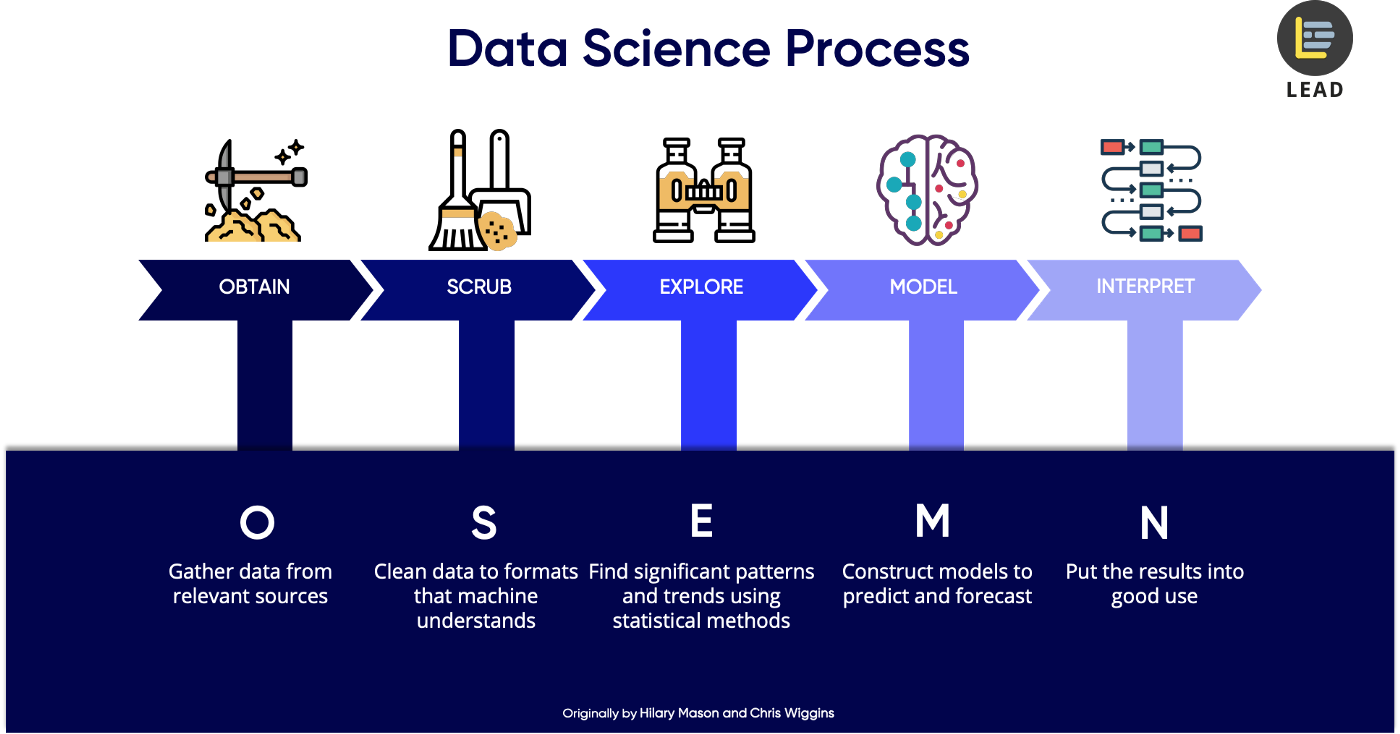 Data Science Process
LEAD
OBTAIN
SCRUB
EXPLORE
MODEL
INTERPRET
O
Gather data from
relevant sources
S
Clean data to formats
that machine
understands
E
Find significant patterns
and trends using
statistical methods
M
Construct models to
predict and forecast
N
Put the results into
good use
Originally by Hilary Mason and Chris Wiggins